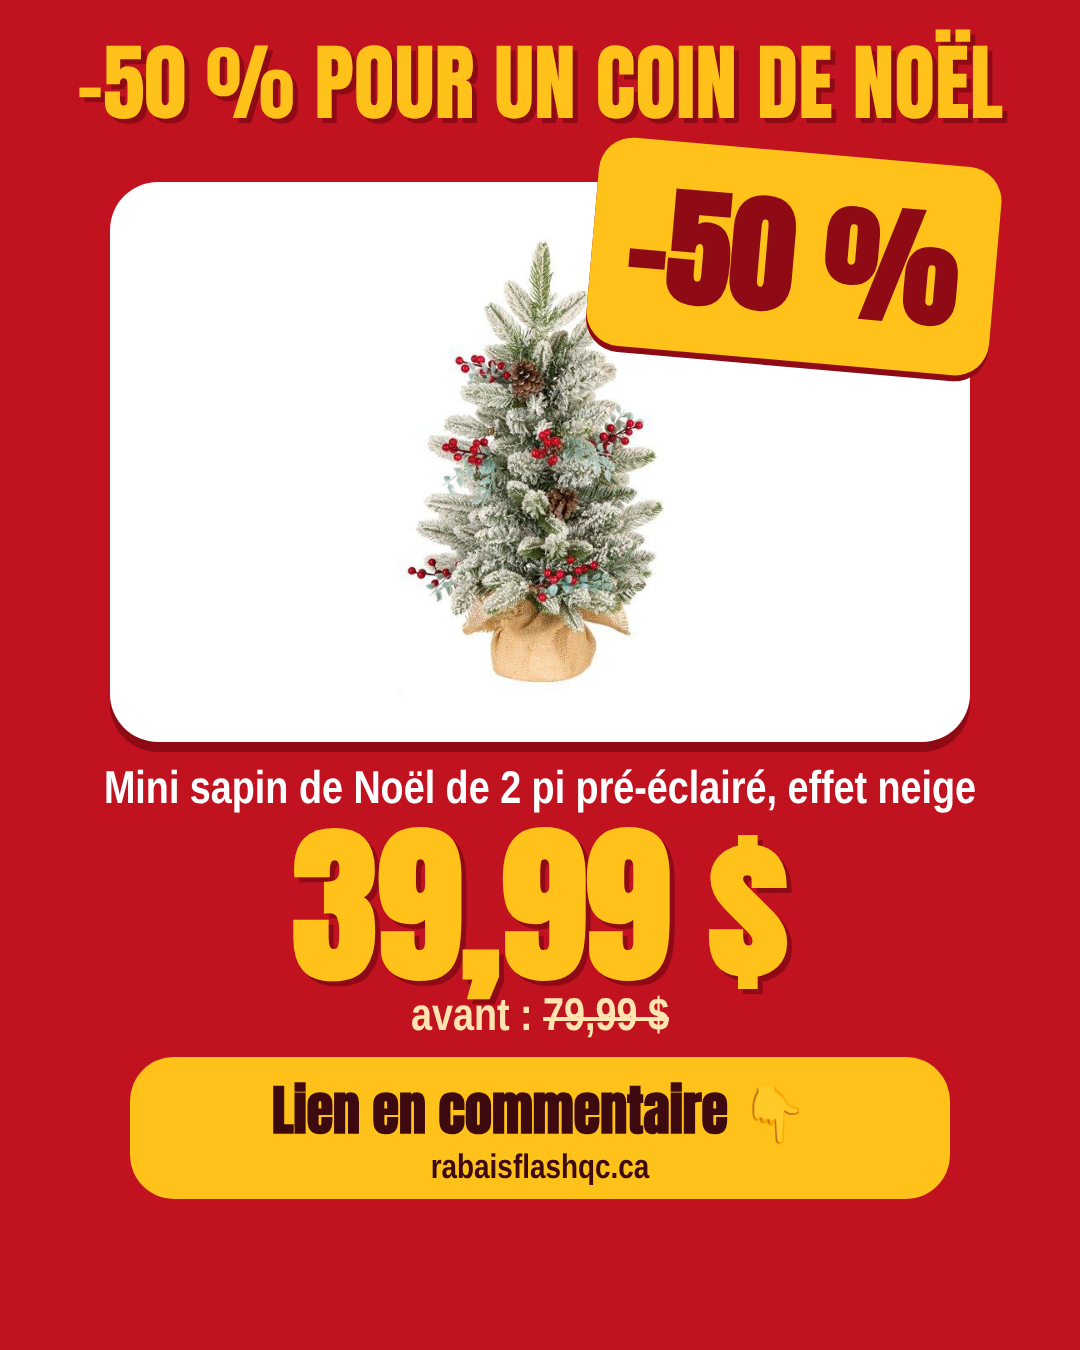 -50 % POUR UN COIN DE NOËL
-50 %
Mini sapin de Noël de 2 pi pré-éclairé, effet neige
39,99 $
avant : 79,99 $
Lien en commentaire 👇
rabaisflashqc.ca